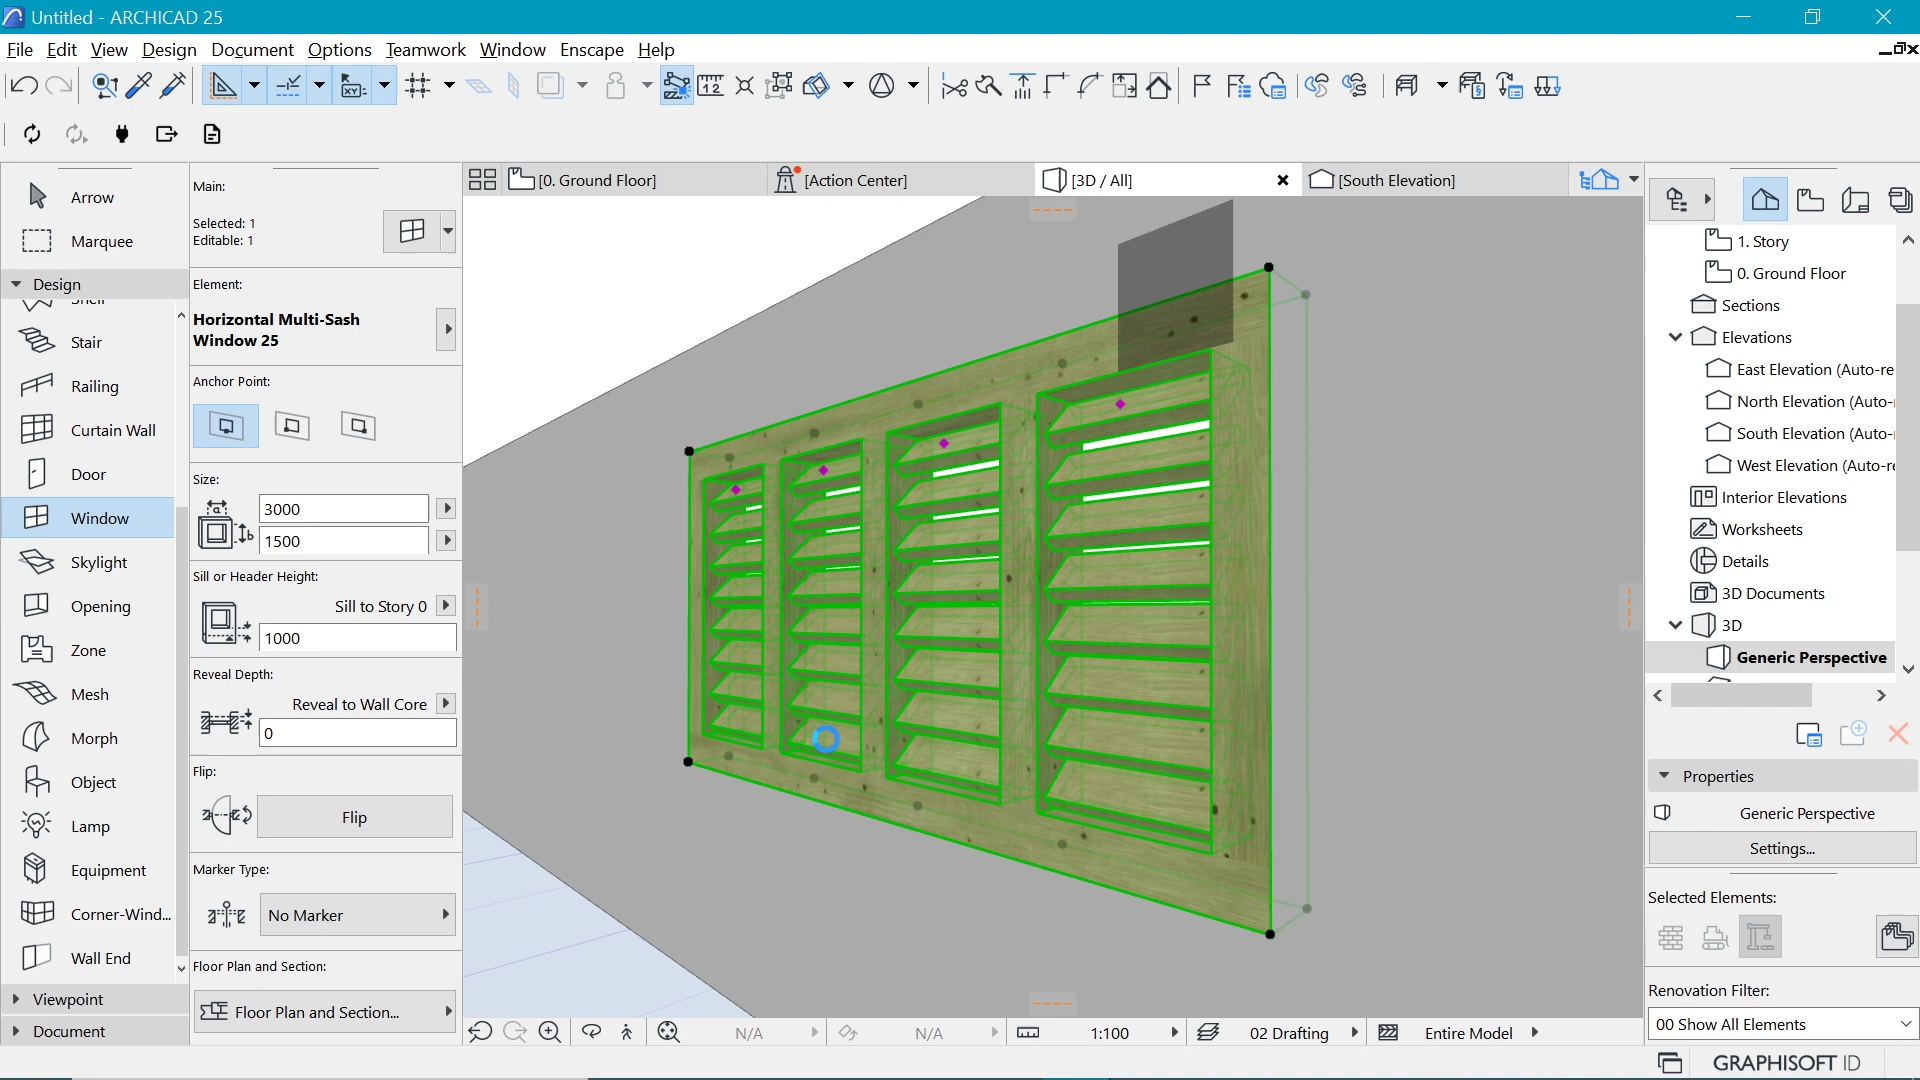 Untitled - ARCHICAD 25
File Edit View Design Document Options Teamwork Window Enscape Help
[0. Ground Floor]
[Action Center]
[3D / All]
[South Elevation]
Arrow
Marquee
Design
Stair
Railing
Curtain Wall
Door
Window
Skylight
Opening
Zone
Mesh
Morph
Object
Lamp
Equipment
Corner-Wind...
Wall End
Viewpoint
Document
Main:
Selected: 1
Editable: 1
Element:
Horizontal Multi-Sash
Window 25
Anchor Point:
Size:
3000
1500
Sill or Header Height:
Sill to Story 0
1000
Reveal Depth:
Reveal to Wall Core
0
Flip:
Flip
Marker Type:
No Marker
Floor Plan and Section:
Floor Plan and Section...
N/A
N/A
1:100
02 Drafting
Entire Model
1. Story
0. Ground Floor
Sections
Elevations
East Elevation (Auto-re
North Elevation (Auto-
South Elevation (Auto-
West Elevation (Auto-re
Interior Elevations
Worksheets
Details
3D Documents
3D
Generic Perspective
Properties
Generic Perspective
Settings...
Selected Elements:
Renovation Filter:
00 Show All Elements
GRAPHISOFT ID